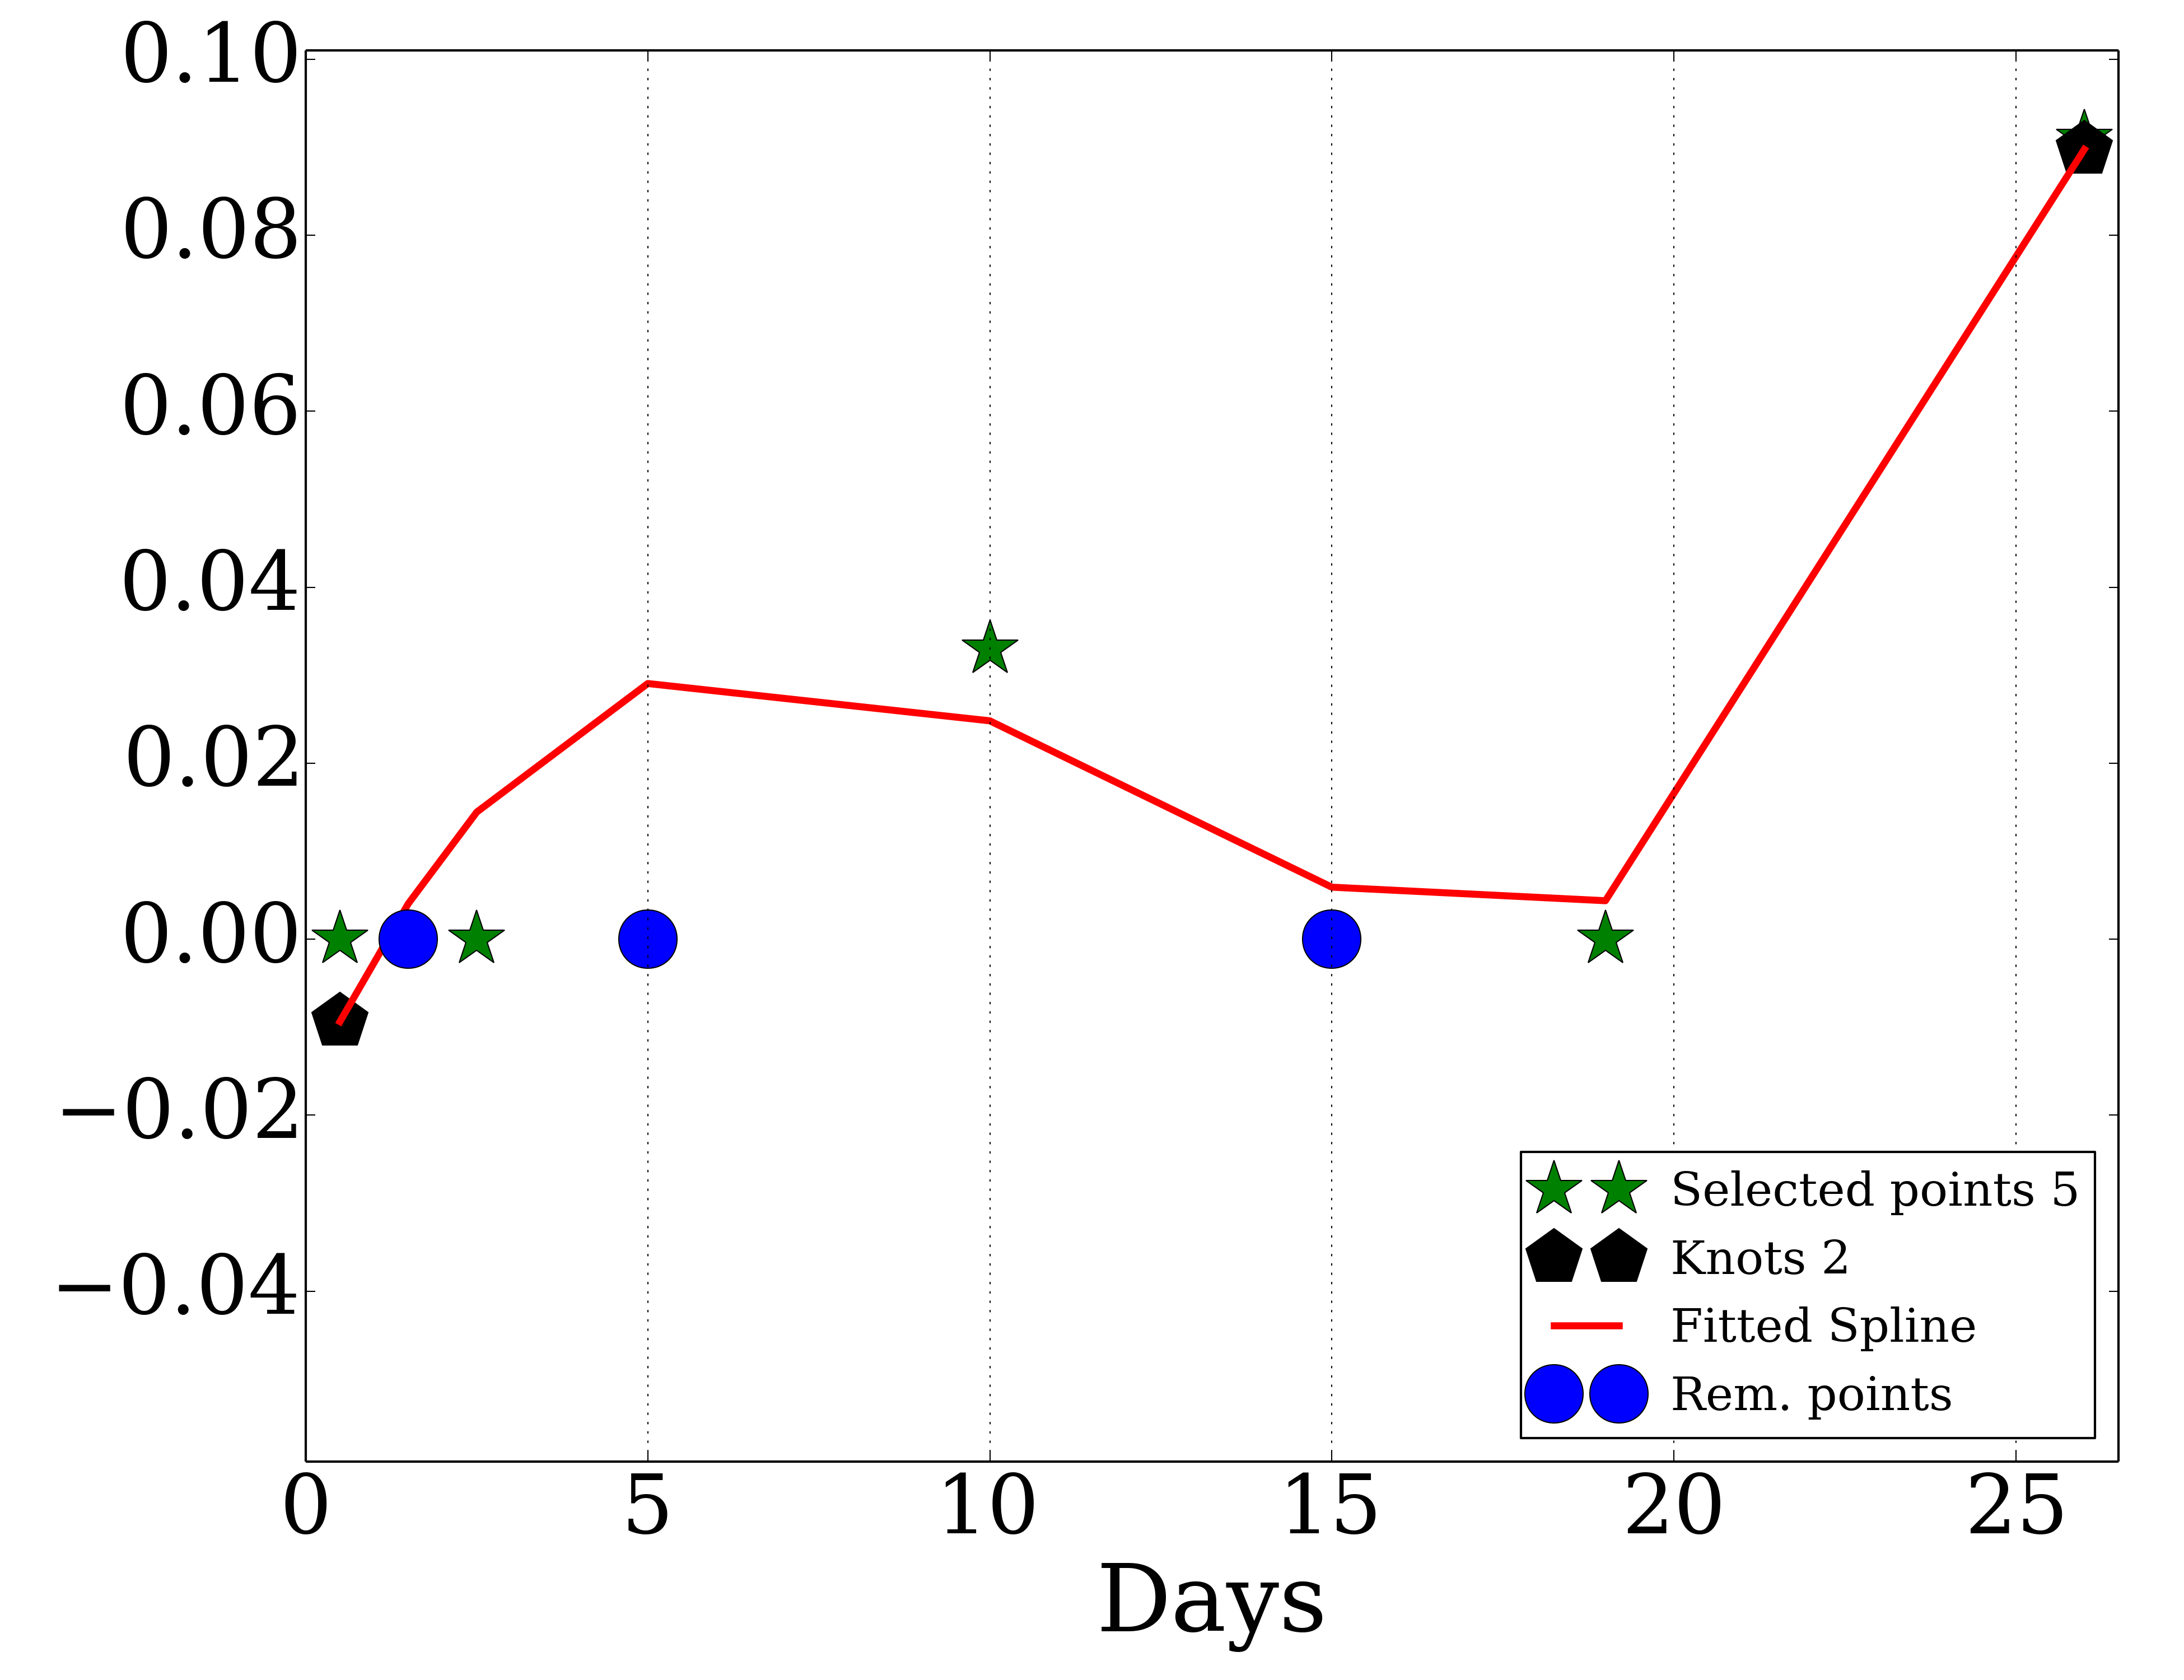 0.10
0.08
0.06
0.04
0.02
0.00
−0.02
−0.04
0 5 10 15 20 25
Days
Selected points 5
Knots 2
Fitted Spline
Rem. points